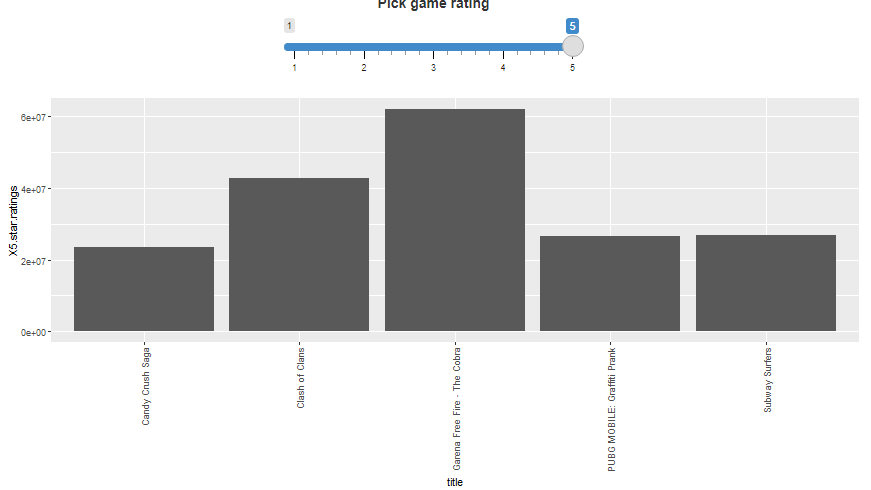 Pick game rating
1 5
1 2 3 4 5
6e+07
4e+07
2e+07
0e+00
X5.star.ratings
Candy Crush Saga
Clash of Clans
Garena Free Fire - The Cobra
PUBG MOBILE: Graffiti Prank
Subway Surfers
title